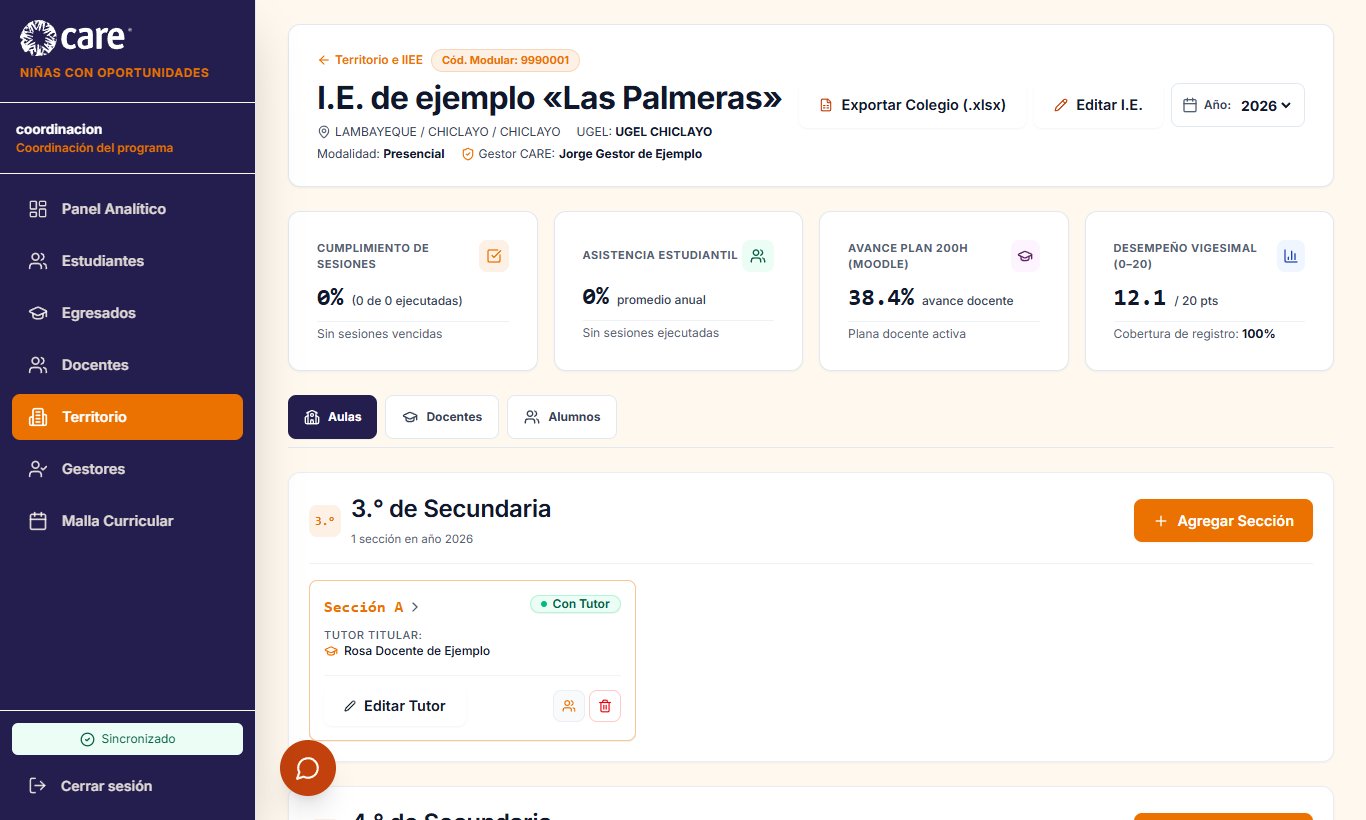 care
NIÑAS CON OPORTUNIDADES
coordinacion
Coordinación del programa
Panel Analítico
Estudiantes
Egresados
Docentes
Territorio
Gestores
Malla Curricular
Sincronizado
Cerrar sesión
Territorio e IIEE
Cód. Modular: 9990001
I.E. de ejemplo «Las Palmeras»
LAMBAYEQUE / CHICLAYO / CHICLAYO UGEL: UGEL CHICLAYO
Modalidad: Presencial Gestor CARE: Jorge Gestor de Ejemplo
Exportar Colegio (.xlsx)
Editar I.E.
Año: 2026
CUMPLIMIENTO DE
SESIONES
0% (0 de 0 ejecutadas)
Sin sesiones vencidas
ASISTENCIA ESTUDIANTIL
0% promedio anual
Sin sesiones ejecutadas
AVANCE PLAN 200H
(MOODLE)
38.4% avance docente
Plana docente activa
DESEMPEÑO VIGESIMAL
(0–20)
12.1 / 20 pts
Cobertura de registro: 100%
Aulas
Docentes
Alumnos
3.°
3.° de Secundaria
1 sección en año 2026
Agregar Sección
Sección A
Con Tutor
TUTOR TITULAR:
Rosa Docente de Ejemplo
Editar Tutor
4.° de Secundaria